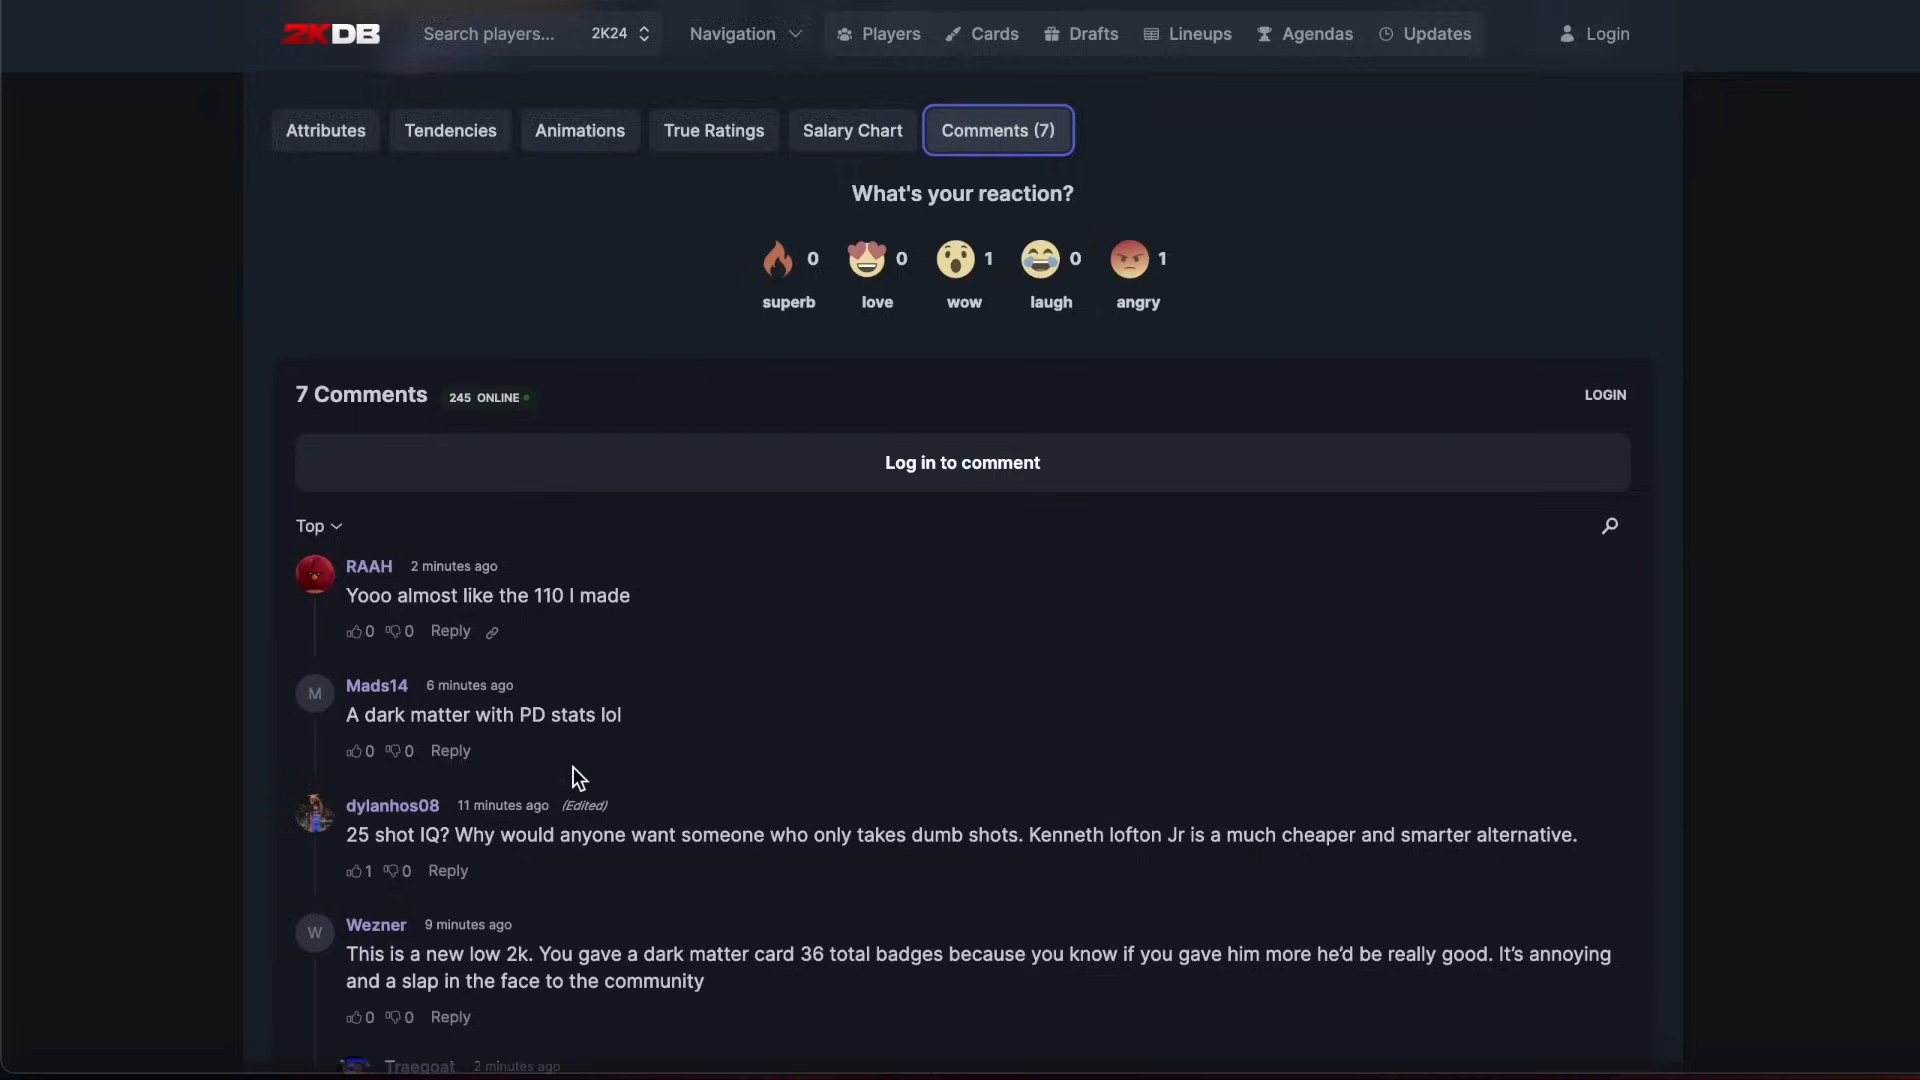 2KDB Search players... 2K24 Navigation Players Cards Drafts Lineups Agendas Updates Login
Attributes Tendencies Animations True Ratings Salary Chart Comments (7)
What's your reaction?
0 0 1 0 1
superb love wow laugh angry
7 Comments 245 ONLINE LOGIN
Log in to comment
Top
RAAH 2 minutes ago
Yooo almost like the 110 I made
0 0 Reply
M Mads14 6 minutes ago
A dark matter with PD stats lol
0 0 Reply
dylanhos08 11 minutes ago (Edited)
25 shot IQ? Why would anyone want someone who only takes dumb shots. Kenneth lofton Jr is a much cheaper and smarter alternative.
1 0 Reply
W Wezner 9 minutes ago
This is a new low 2k. You gave a dark matter card 36 total badges because you know if you gave him more he'd be really good. It's annoying
and a slap in the face to the community
0 0 Reply
Traegoat 2 minutes ago